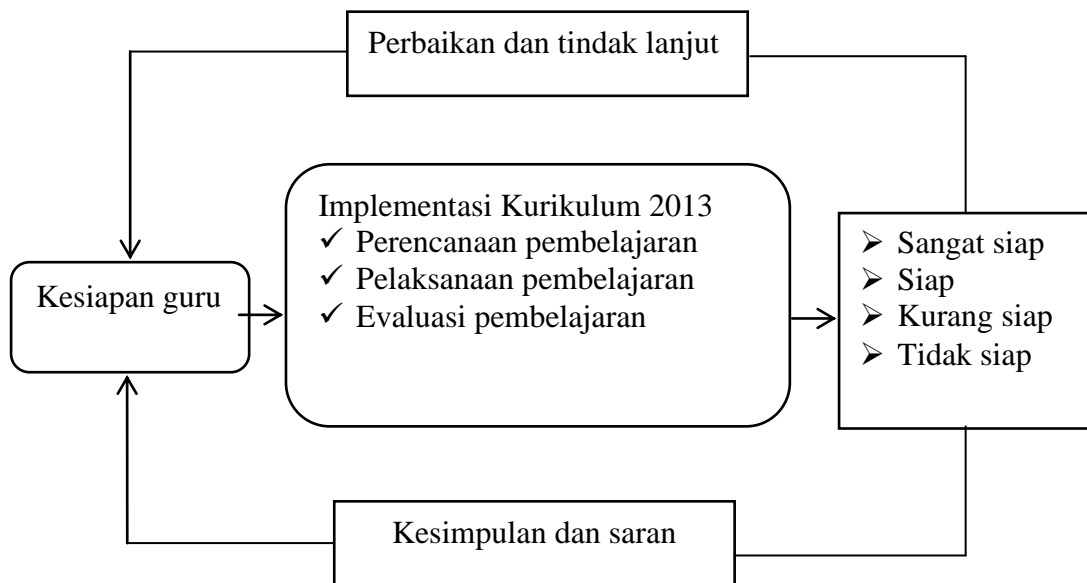 Perbaikan dan tindak lanjut
Kesiapan guru
Implementasi Kurikulum 2013
Perencanaan pembelajaran
Pelaksanaan pembelajaran
Evaluasi pembelajaran
Sangat siap
Siap
Kurang siap
Tidak siap
Kesimpulan dan saran